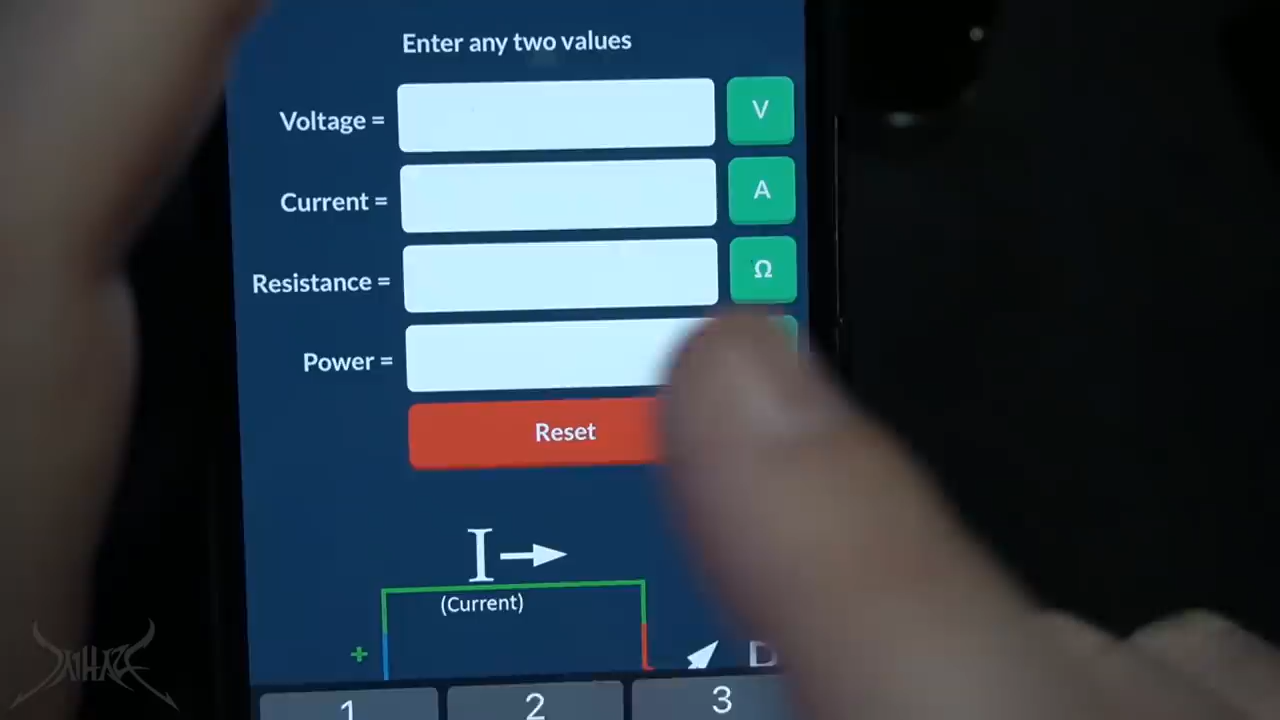 Enter any two values
Voltage =
V
Current =
A
Resistance =
Ω
Power =
Reset
I
(Current)
+
1
2
3